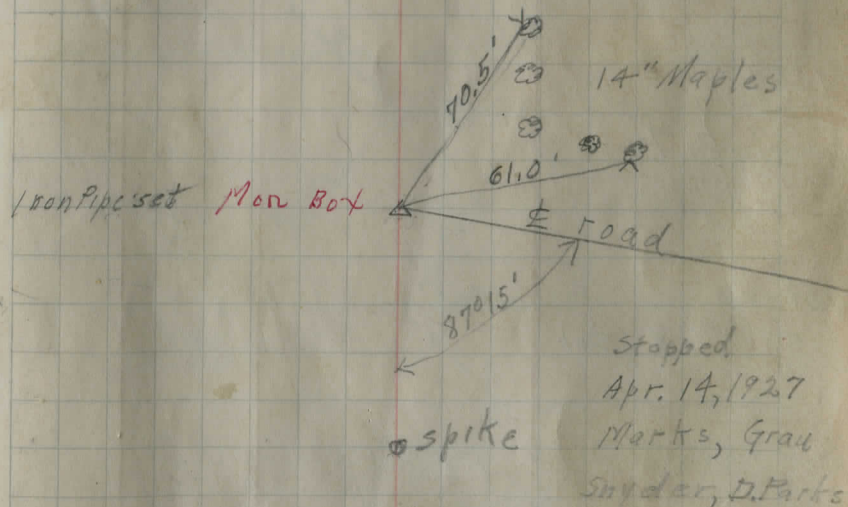 70.5'
14" Maples
61.0'
Iron Pipe set Mon Box
℄ road
87°15'
Stopped
Apr. 14, 1927
spike
Marks, Grau
Snyder, D. Parks